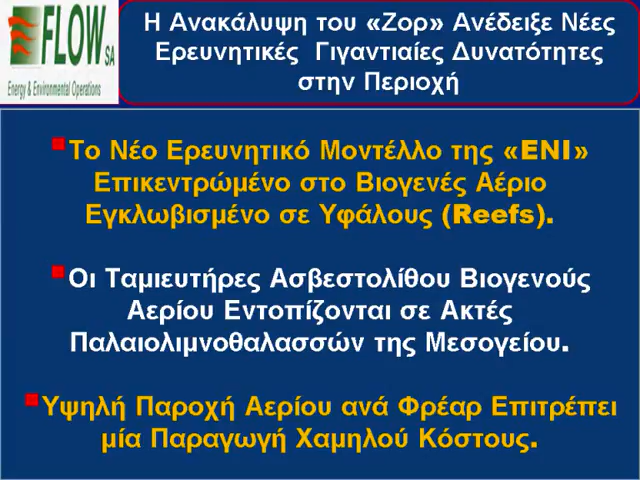 FLOW SA
Energy & Environmental Operations
Η Ανακάλυψη του «Ζορ» Ανέδειξε Νέες
Ερευνητικές Γιγαντιαίες Δυνατότητες
στην Περιοχή
Το Νέο Ερευνητικό Μοντέλλο της «ENI»
Επικεντρωμένο στο Βιογενές Αέριο
Εγκλωβισμένο σε Υφάλους (Reefs).
Οι Ταμιευτήρες Ασβεστολίθου Βιογενούς
Αερίου Εντοπίζονται σε Ακτές
Παλαιολιμνοθαλασσών της Μεσογείου.
Υψηλή Παροχή Αερίου ανά Φρέαρ Επιτρέπει
μία Παραγωγή Χαμηλού Κόστους.